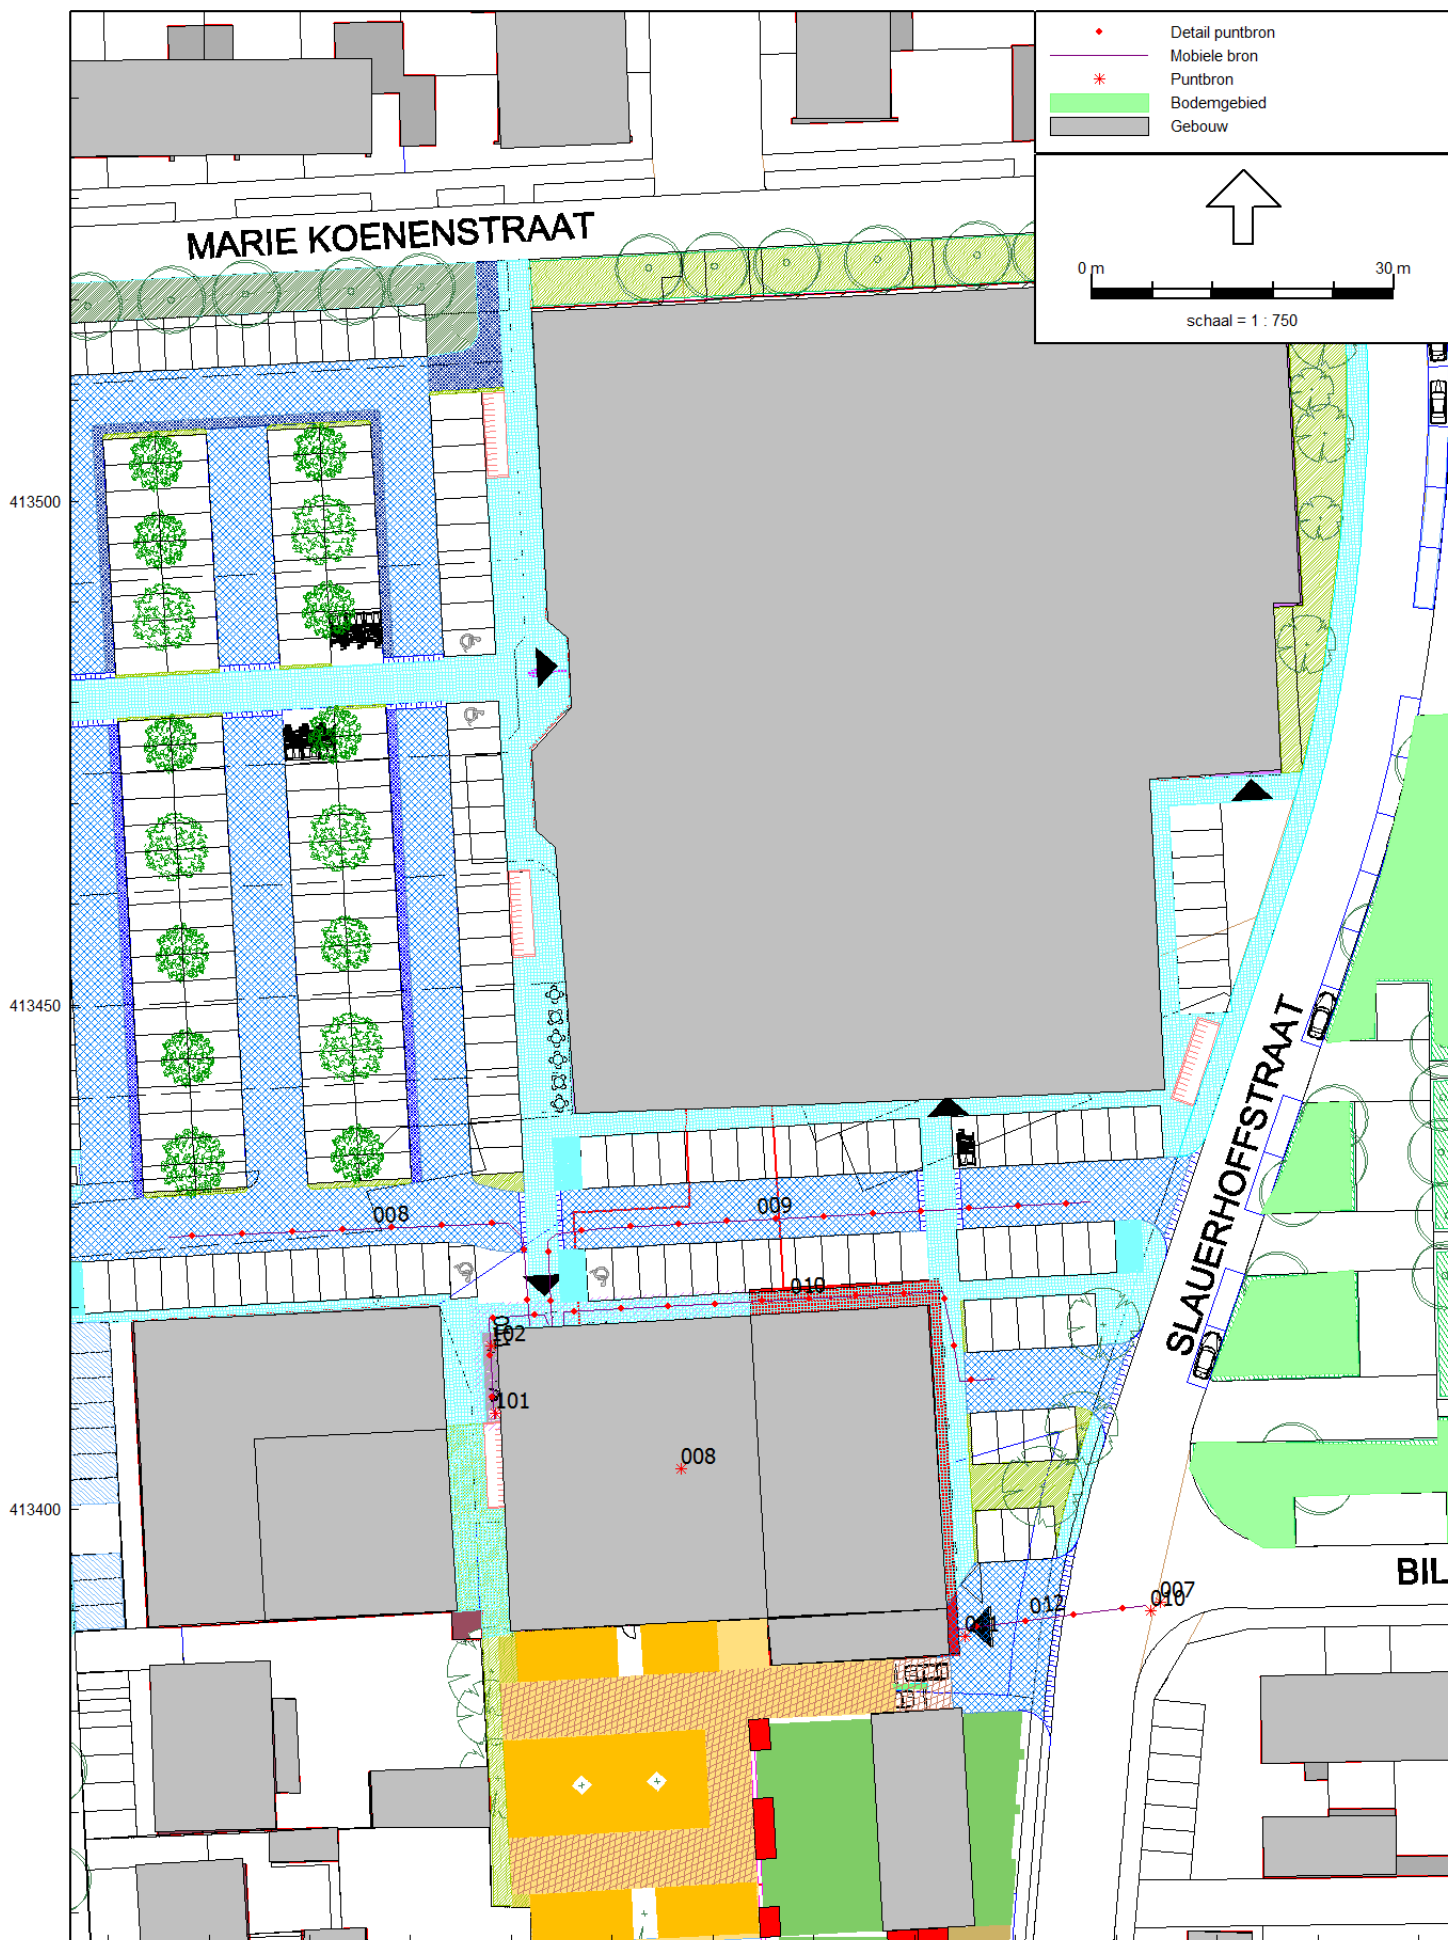 Detail puntbron
Mobiele bron
Puntbron
Bodemgebied
Gebouw
0 m
30 m
schaal = 1 : 750
MARIE KOENENSTRAAT
413500
413450
SLAUERHOFFSTRAAT
008
009
010
102
101
008
413400
BIL
007
010
012